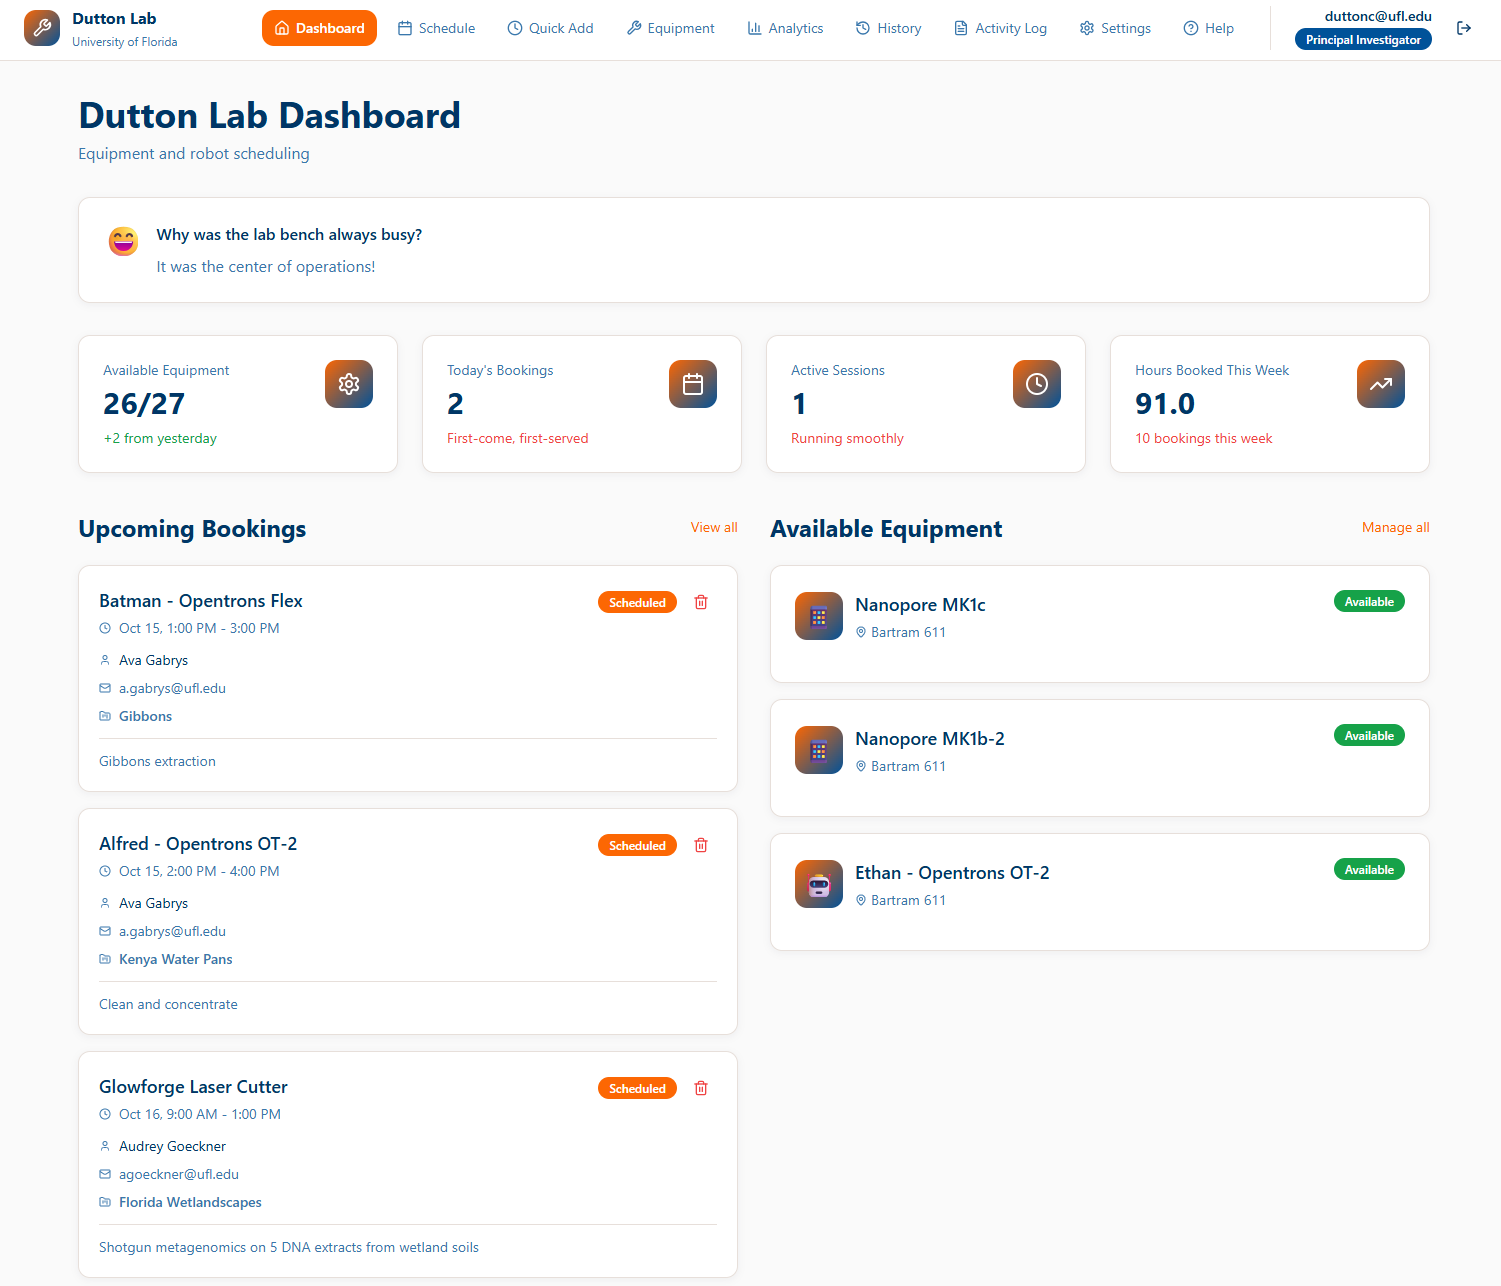 Dutton Lab
University of Florida
Dashboard
Schedule
Quick Add
Equipment
Analytics
History
Activity Log
Settings
Help
duttonc@ufl.edu
Principal Investigator
Dutton Lab Dashboard
Equipment and robot scheduling
Why was the lab bench always busy?
It was the center of operations!
Available Equipment
26/27
+2 from yesterday
Today's Bookings
2
First-come, first-served
Active Sessions
1
Running smoothly
Hours Booked This Week
91.0
10 bookings this week
Upcoming Bookings
View all
Batman - Opentrons Flex
Scheduled
Oct 15, 1:00 PM - 3:00 PM
Ava Gabrys
a.gabrys@ufl.edu
Gibbons
Gibbons extraction
Alfred - Opentrons OT-2
Scheduled
Oct 15, 2:00 PM - 4:00 PM
Ava Gabrys
a.gabrys@ufl.edu
Kenya Water Pans
Clean and concentrate
Glowforge Laser Cutter
Scheduled
Oct 16, 9:00 AM - 1:00 PM
Audrey Goeckner
agoeckner@ufl.edu
Florida Wetlandscapes
Shotgun metagenomics on 5 DNA extracts from wetland soils
Available Equipment
Manage all
Nanopore MK1c
Available
Bartram 611
Nanopore MK1b-2
Available
Bartram 611
Ethan - Opentrons OT-2
Available
Bartram 611